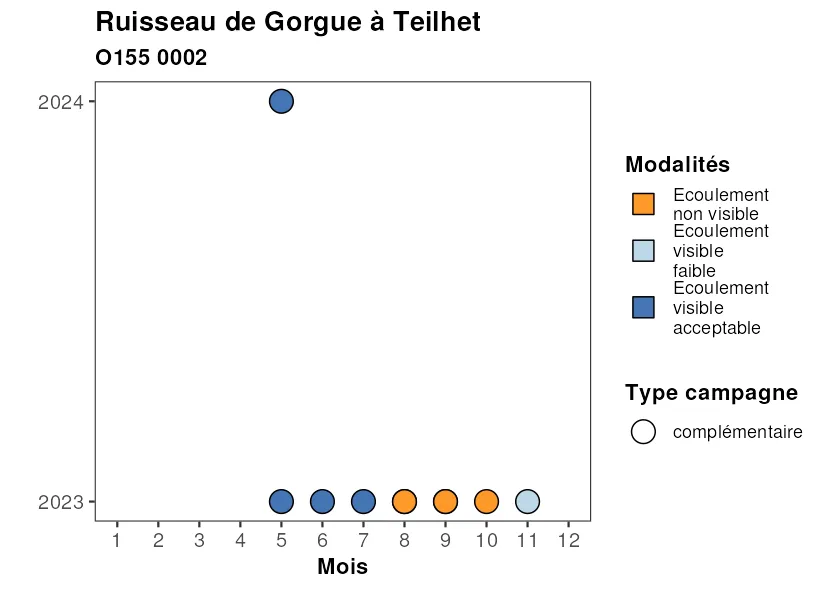 Ruisseau de Gorgue à Teilhet
O155 0002
2024
2023
1 2 3 4 5 6 7 8 9 10 11 12
Mois
Modalités
Ecoulement
non visible
Ecoulement
visible
faible
Ecoulement
visible
acceptable
Type campagne
complémentaire